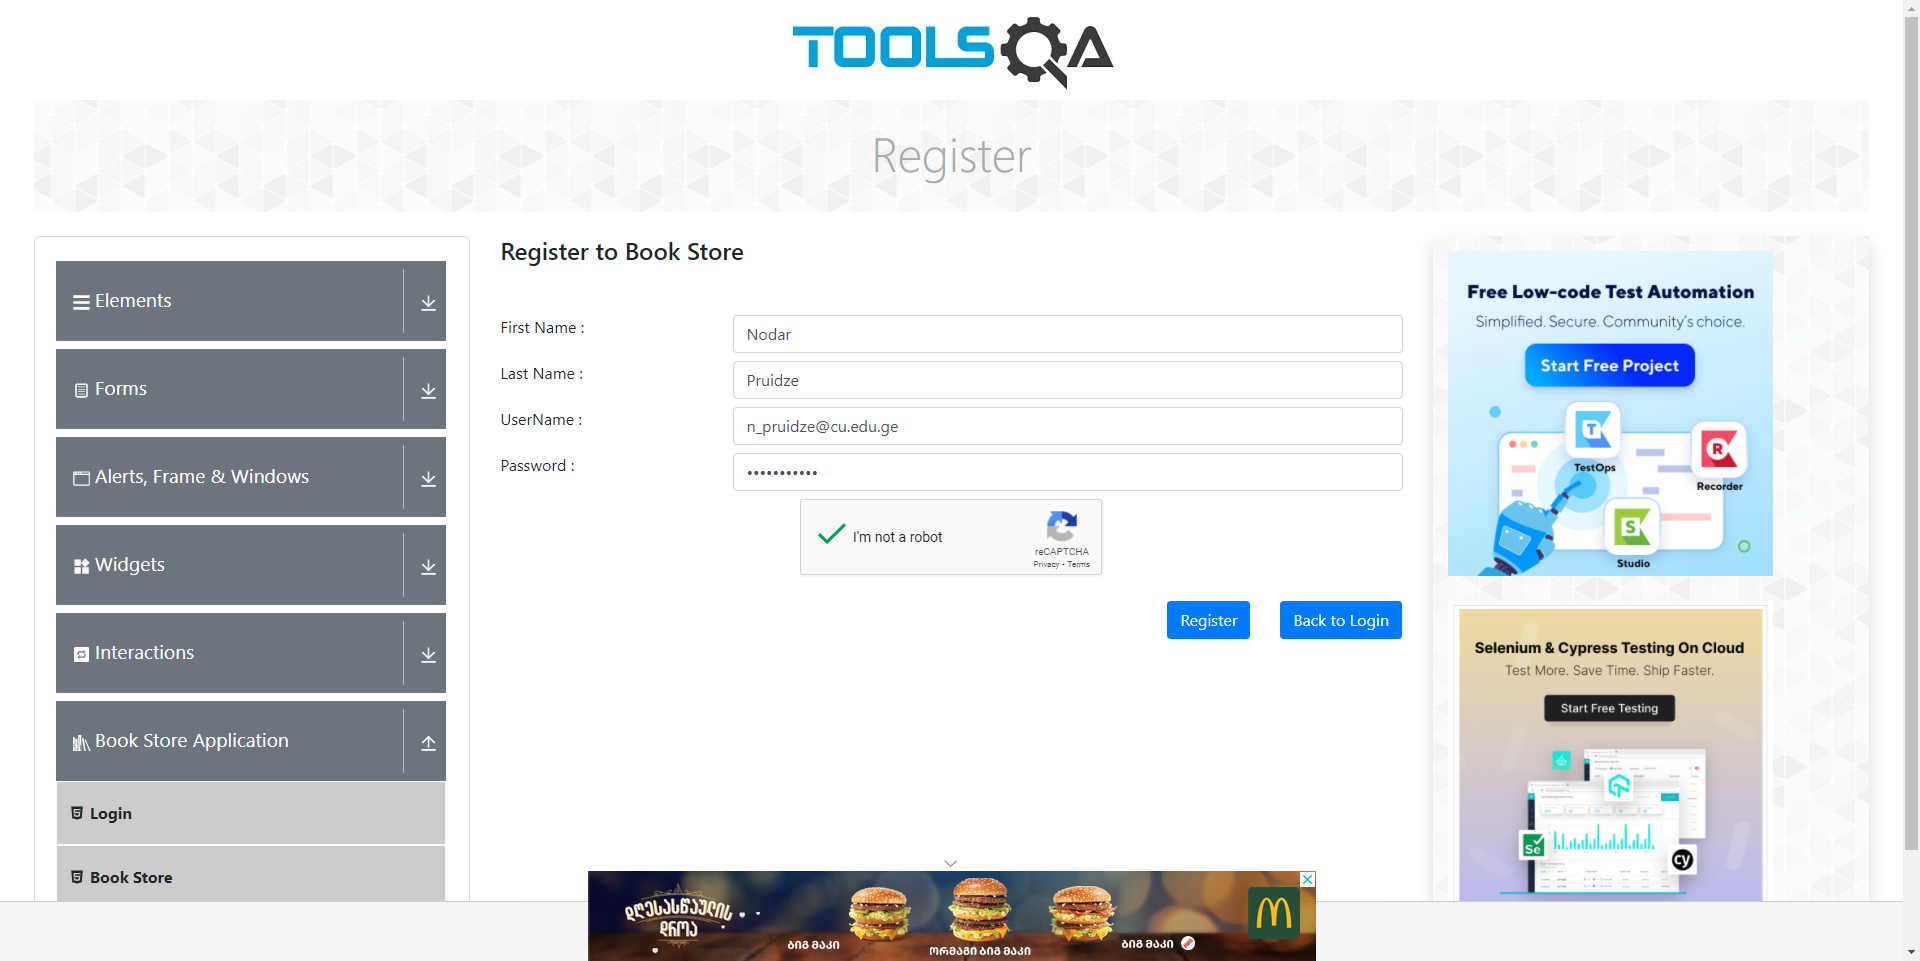 TOOLSQA
Register
Elements
Forms
Alerts, Frame & Windows
Widgets
Interactions
Book Store Application
Login
Book Store
Register to Book Store
First Name :
Nodar
Last Name :
Pruidze
UserName :
n_pruidze@cu.edu.ge
Password :
•••••••••••
I'm not a robot
reCAPTCHA
Privacy - Terms
Register
Back to Login
Free Low-code Test Automation
Simplified. Secure. Community's choice.
Start Free Project
T
TestOps
R
Recorder
S
Studio
Selenium & Cypress Testing On Cloud
Test More. Save Time. Ship Faster.
Start Free Testing
Se
cy
დღესასწაულის
დროა
ბიგ მაკი
ორმაგი ბიგ მაკი
ბიგ მაკი